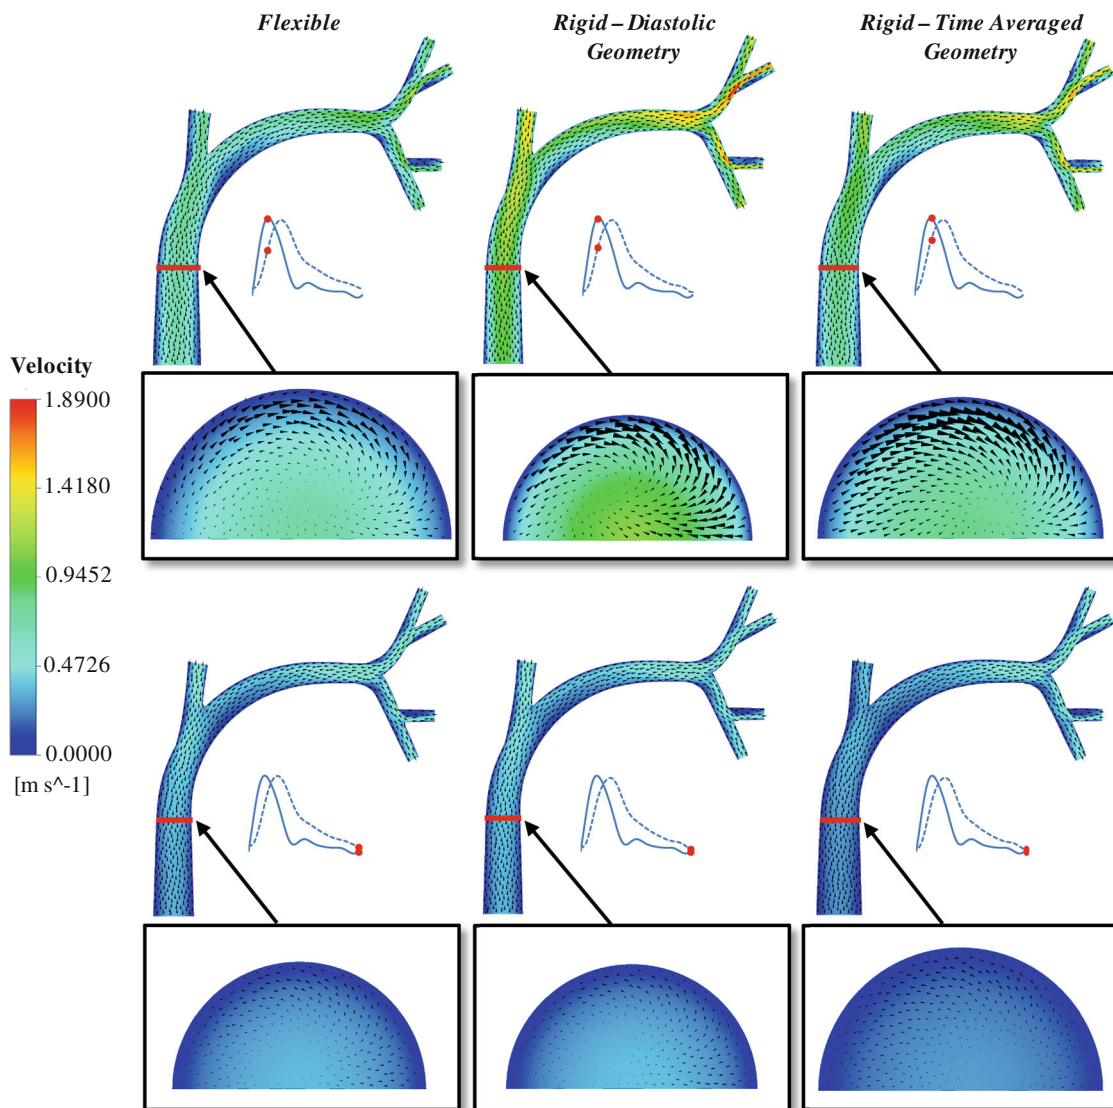 Flexible
Rigid – Diastolic
Geometry
Rigid – Time Averaged
Geometry
Velocity
1.8900
1.4180
0.9452
0.4726
0.0000
[m s^-1]